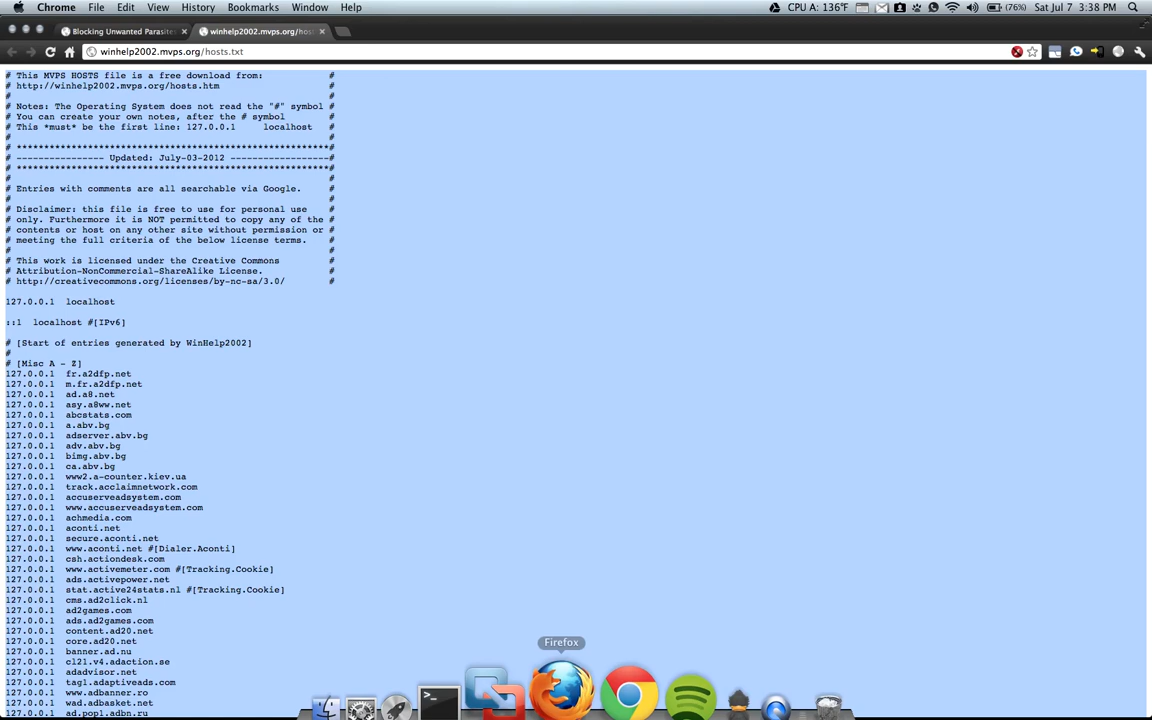 Chrome File Edit View History Bookmarks Window Help CPU A: 136°F (76%) Sat Jul 7 3:38 PM
Blocking Unwanted Parasite × winhelp2002.mvps.org/hos ×
winhelp2002.mvps.org/hosts.txt
# This MVPS HOSTS file is a free download from: #
# http://winhelp2002.mvps.org/hosts.htm #
# #
# Notes: The Operating System does not read the "#" symbol #
# You can create your own notes, after the # symbol #
# This *must* be the first line: 127.0.0.1 localhost #
# #
# **********************************************************#
# ---------------- Updated: July-03-2012 ------------------#
# **********************************************************#
# #
# Entries with comments are all searchable via Google. #
# #
# Disclaimer: this file is free to use for personal use #
# only. Furthermore it is NOT permitted to copy any of the #
# contents or host on any other site without permission or #
# meeting the full criteria of the below license terms. #
# #
# This work is licensed under the Creative Commons #
# Attribution-NonCommercial-ShareAlike License. #
# http://creativecommons.org/licenses/by-nc-sa/3.0/ #
127.0.0.1 localhost
::1 localhost #[IPv6]
# [Start of entries generated by WinHelp2002]
#
# [Misc A - Z]
127.0.0.1 fr.a2dfp.net
127.0.0.1 m.fr.a2dfp.net
127.0.0.1 ad.a8.net
127.0.0.1 asy.a8ww.net
127.0.0.1 abcstats.com
127.0.0.1 a.abv.bg
127.0.0.1 adserver.abv.bg
127.0.0.1 adv.abv.bg
127.0.0.1 bimg.abv.bg
127.0.0.1 ca.abv.bg
127.0.0.1 www2.a-counter.kiev.ua
127.0.0.1 track.acclaimnetwork.com
127.0.0.1 accuserveadsystem.com
127.0.0.1 www.accuserveadsystem.com
127.0.0.1 achmedia.com
127.0.0.1 aconti.net
127.0.0.1 secure.aconti.net
127.0.0.1 www.aconti.net #[Dialer.Aconti]
127.0.0.1 csh.actiondesk.com
127.0.0.1 www.activemeter.com #[Tracking.Cookie]
127.0.0.1 ads.activepower.net
127.0.0.1 stat.active24stats.nl #[Tracking.Cookie]
127.0.0.1 cms.ad2click.nl
127.0.0.1 ad2games.com
127.0.0.1 ads.ad2games.com
127.0.0.1 content.ad20.net
127.0.0.1 core.ad20.net
127.0.0.1 banner.ad.nu
127.0.0.1 cl21.v4.adaction.se
127.0.0.1 adadvisor.net
127.0.0.1 tag1.adaptiveads.com
127.0.0.1 www.adbanner.ro
127.0.0.1 wad.adbasket.net
127.0.0.1 ad.pop1.adbn.ru
Firefox